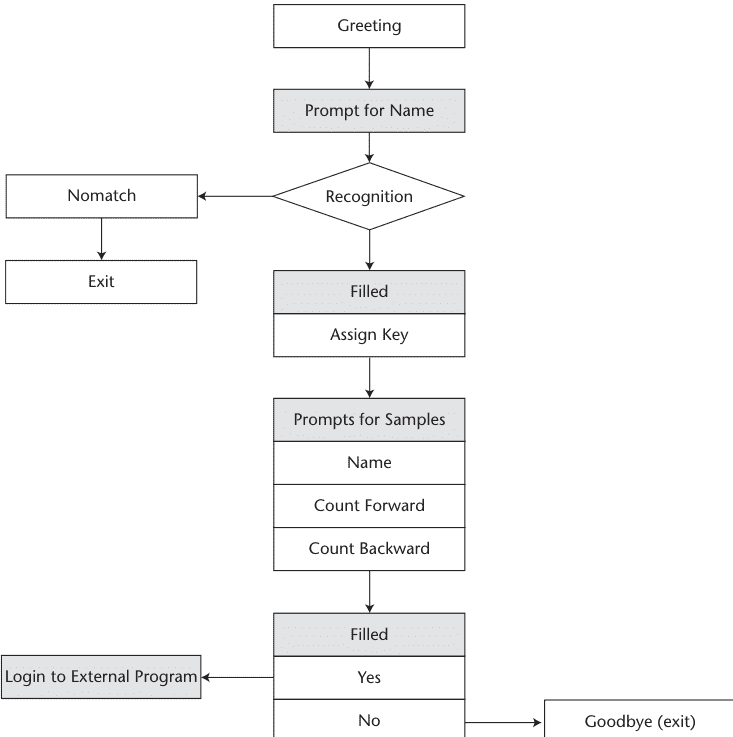 Greeting
Prompt for Name
Recognition
Nomatch
Exit
Filled
Assign Key
Prompts for Samples
Name
Count Forward
Count Backward
Filled
Login to External Program
Yes
No
Goodbye (exit)